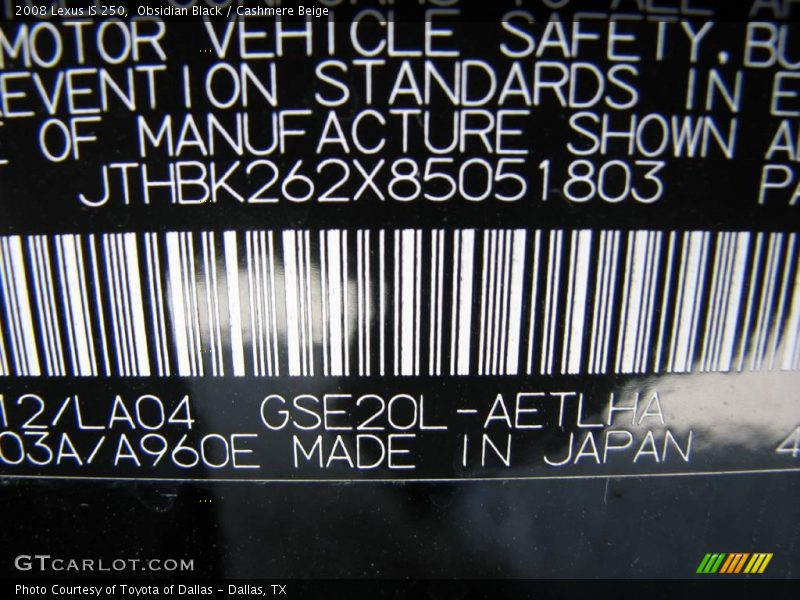 2008 Lexus IS 250, Obsidian Black / Cashmere Beige
MOTOR VEHICLE SAFETY, BU
EVENTION STANDARDS IN E
OF MANUFACTURE SHOWN A
JTHBK262X85051803 PA
12/LA04 GSE20L-AETLHA
03A/A960E MADE IN JAPAN 4
GTCARLOT.COM
Photo Courtesy of Toyota of Dallas - Dallas, TX